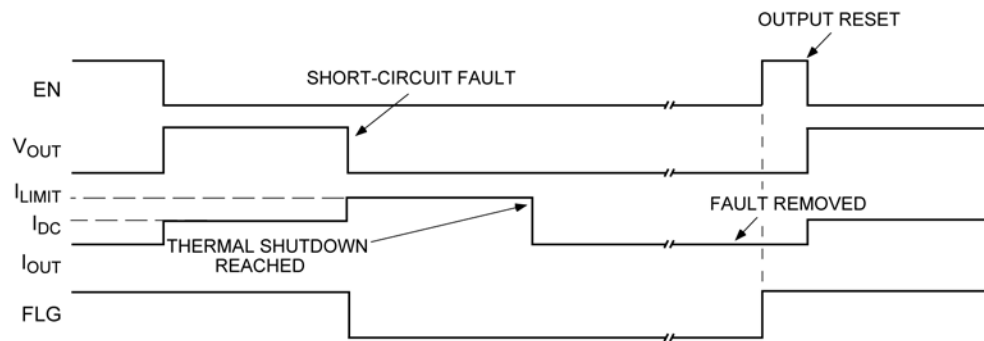 OUTPUT RESET
EN
SHORT-CIRCUIT FAULT
VOUT
ILIMIT
IDC
FAULT REMOVED
THERMAL SHUTDOWN
REACHED
IOUT
FLG